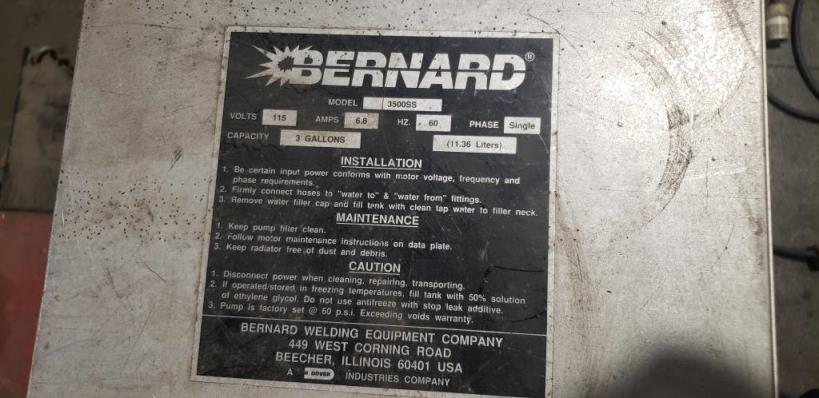 BERNARD®
MODEL 3500SS
VOLTS 115 AMPS 6.8 HZ. 60 PHASE Single
CAPACITY 3 GALLONS (11.36 Liters)
INSTALLATION
1. Be certain input power conforms with motor voltage, frequency and
phase requirements.
2. Firmly connect hoses to "water to" & "water from" fittings.
3. Remove water filler cap and fill tank with clean tap water to filler neck.
MAINTENANCE
1. Keep pump filler clean.
2. Follow motor maintenance instructions on data plate.
3. Keep radiator free of dust and debris.
CAUTION
1. Disconnect power when cleaning, repairing, transporting.
2. If operated/stored in freezing temperatures, fill tank with 50% solution
of ethylene glycol. Do not use antifreeze with stop leak additive.
3. Pump is factory set @ 60 p.s.i. Exceeding voids warranty.
BERNARD WELDING EQUIPMENT COMPANY
449 WEST CORNING ROAD
BEECHER, ILLINOIS 60401 USA
A DOVER INDUSTRIES COMPANY